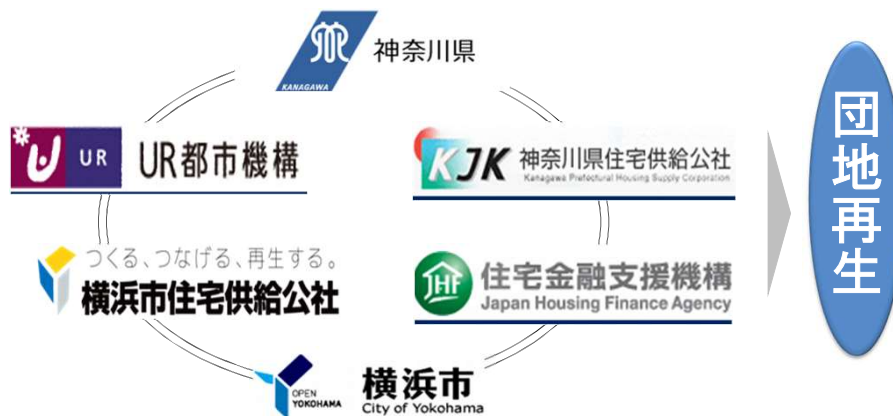 神奈川県
KANAGAWA
UR
UR都市機構
KJK
神奈川県住宅供給公社
Kanagawa Prefectural Housing Supply Corporation
つくる、つなげる、再生する。
横浜市住宅供給公社
JHF
住宅金融支援機構
Japan Housing Finance Agency
OPEN
YOKOHAMA
横浜市
City of Yokohama
団地再生